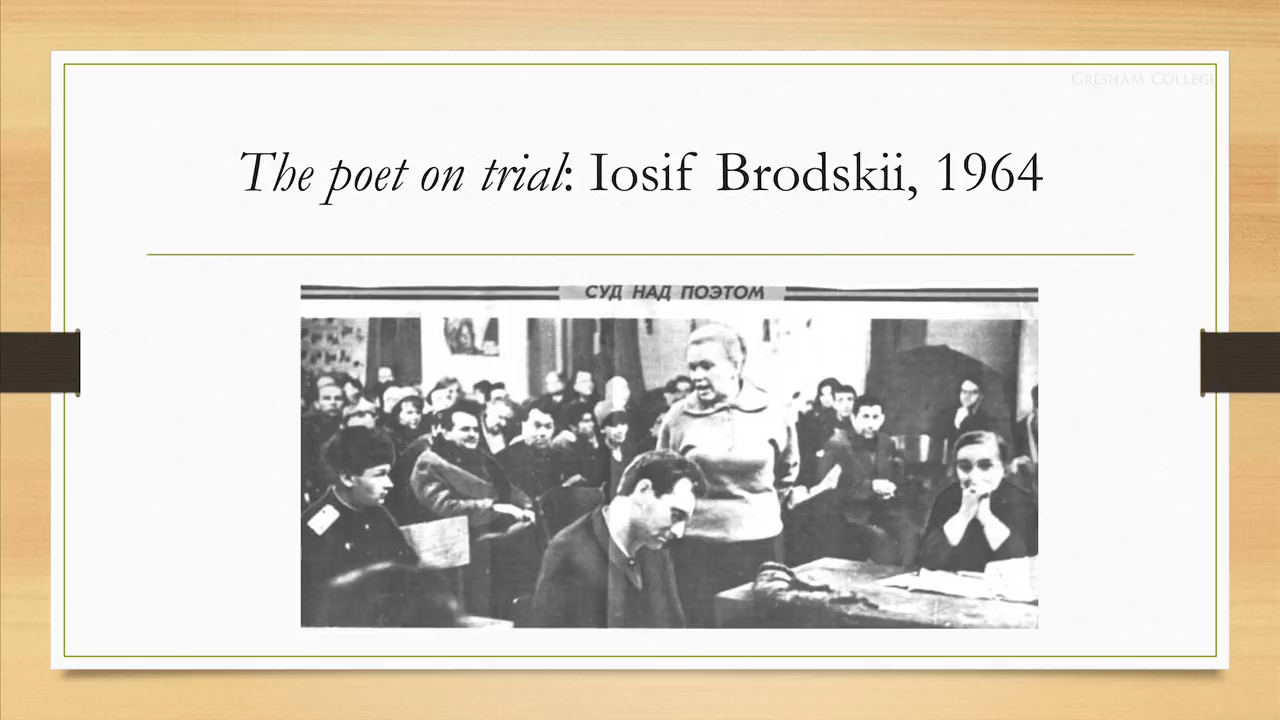 GRESHAM COLLEGE
The poet on trial: Iosif Brodskii, 1964
СУД НАД ПОЭТОМ